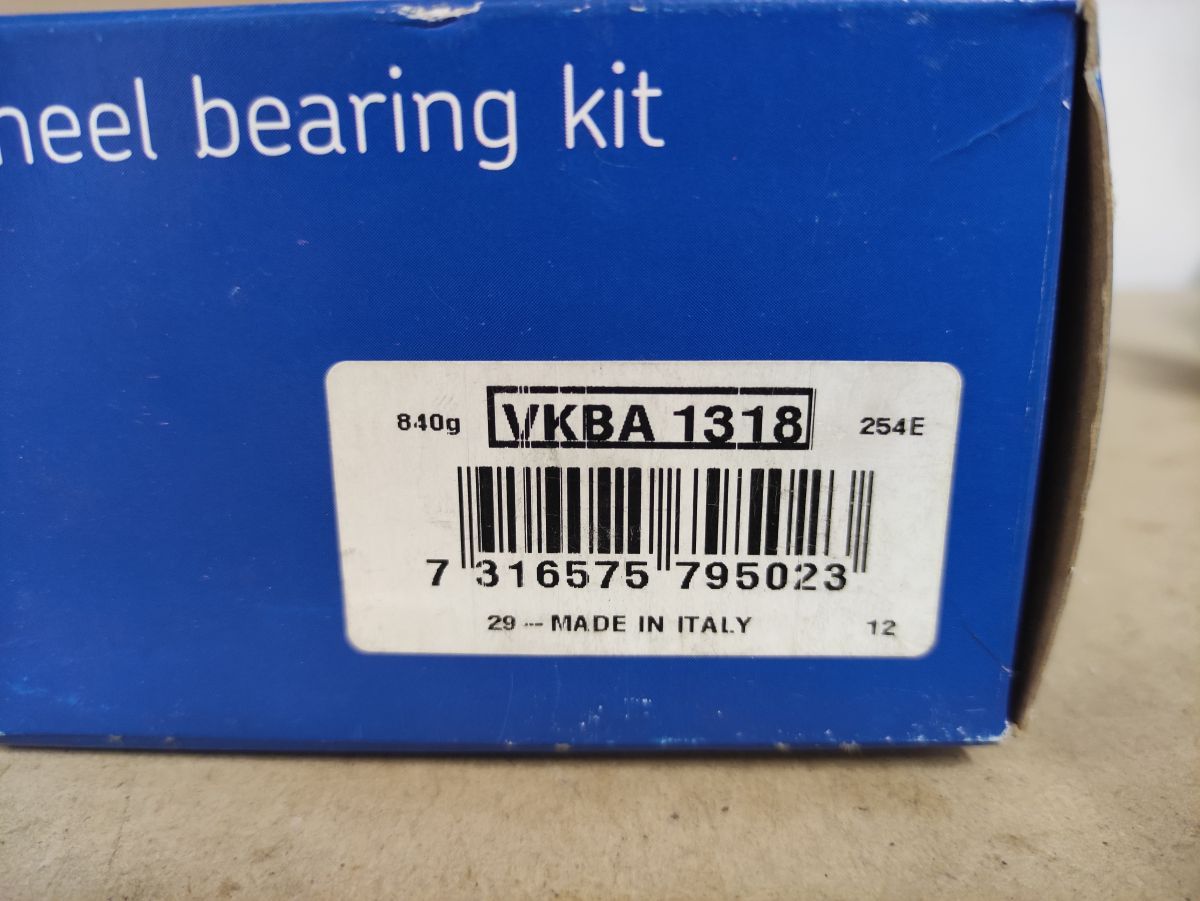 heel bearing kit
840g VKBA 1318 254E
7 316575 795023
29 -- MADE IN ITALY 12